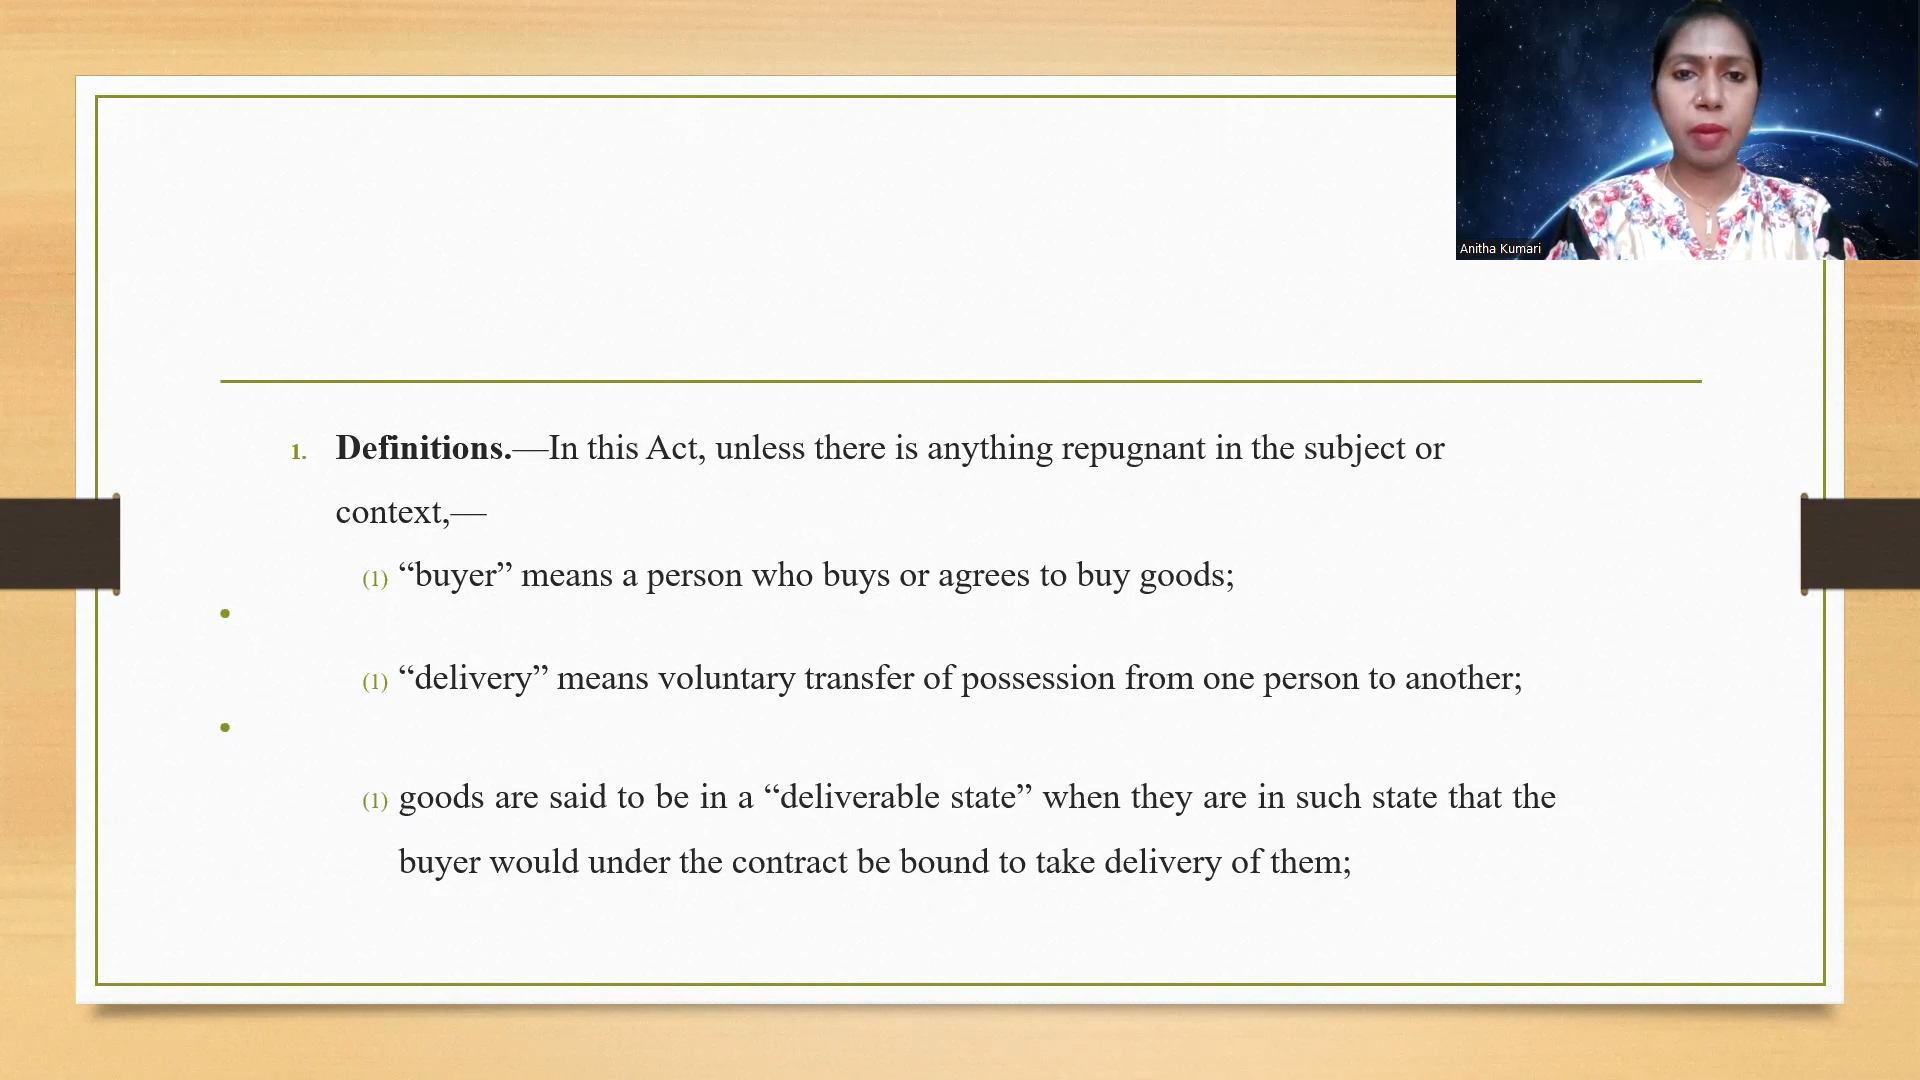 Anitha Kumari
1. Definitions.—In this Act, unless there is anything repugnant in the subject or
context,—
(1) “buyer” means a person who buys or agrees to buy goods;
(1) “delivery” means voluntary transfer of possession from one person to another;
(1) goods are said to be in a “deliverable state” when they are in such state that the
buyer would under the contract be bound to take delivery of them;